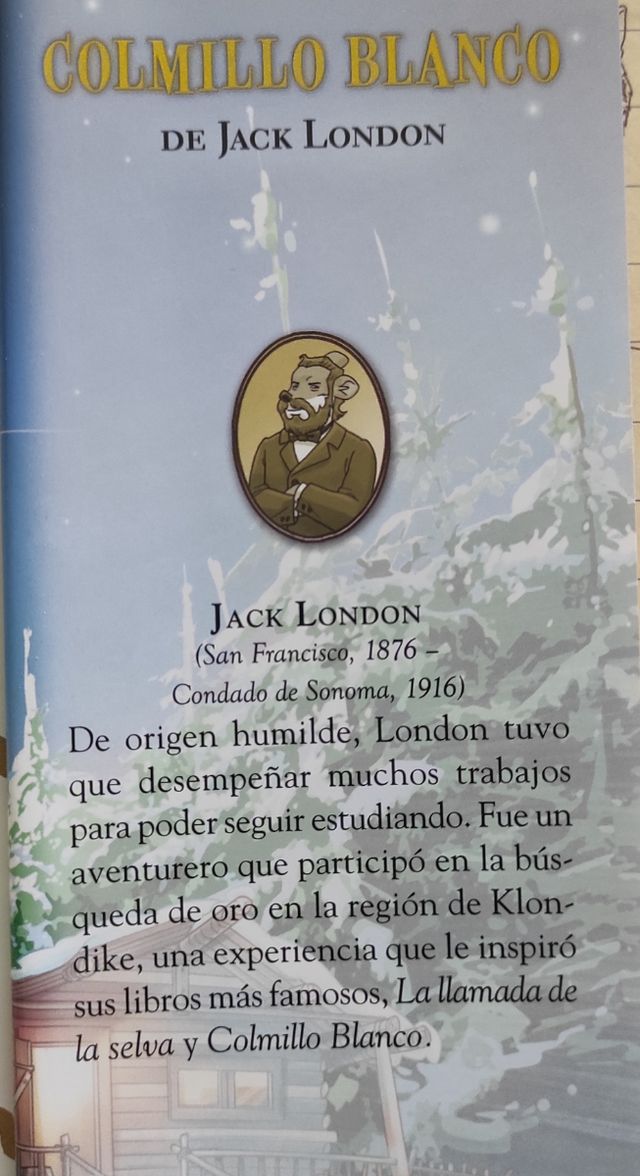 COLMILLO BLANCO
DE JACK LONDON
JACK LONDON
(San Francisco, 1876 –
Condado de Sonoma, 1916)
De origen humilde, London tuvo
que desempeñar muchos trabajos
para poder seguir estudiando. Fue un
aventurero que participó en la bús-
queda de oro en la región de Klon-
dike, una experiencia que le inspiró
sus libros más famosos, La llamada de
la selva y Colmillo Blanco.